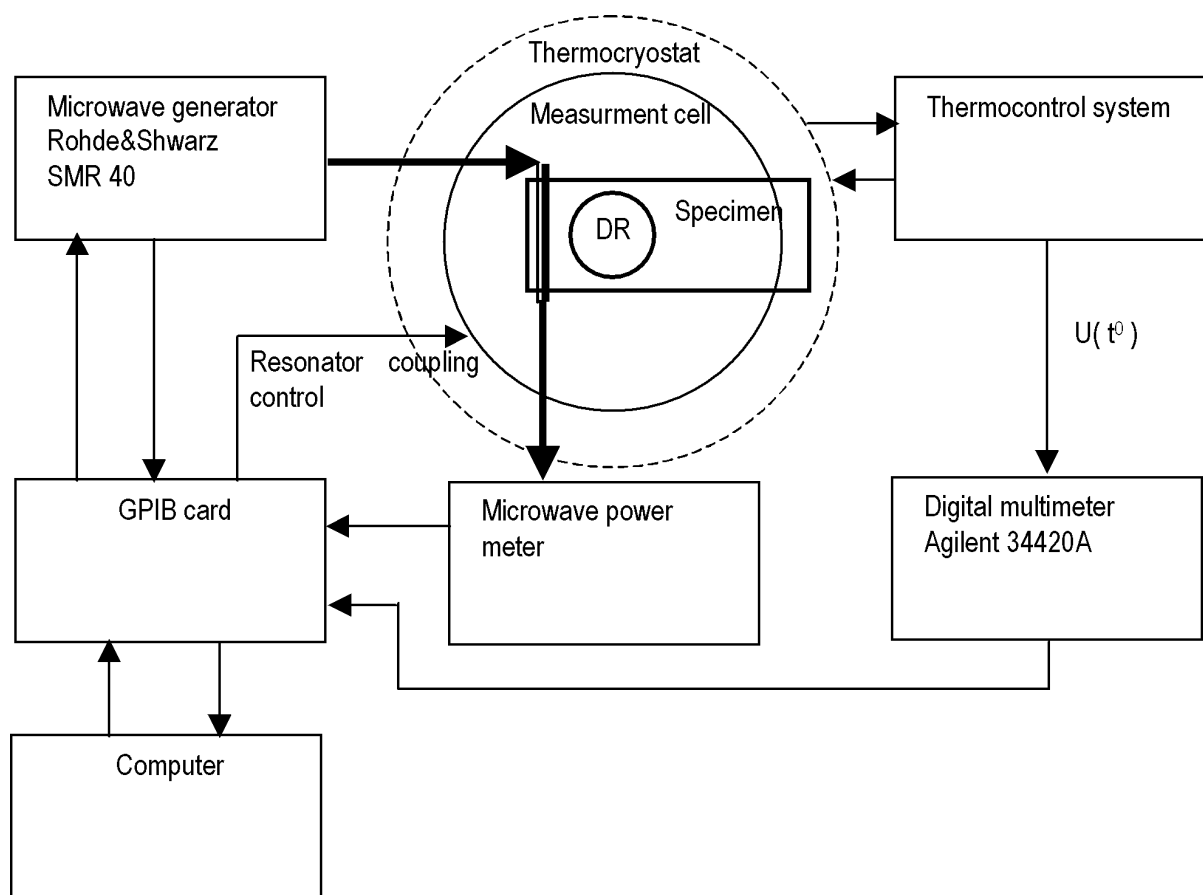 Thermocryostat
Microwave generator
Rohde&Shwarz
SMR 40
Measurment cell
Thermocontrol system
DR
Specimen
U( t⁰ )
Resonator coupling
control
GPIB card
Microwave power
meter
Digital multimeter
Agilent 34420A
Computer